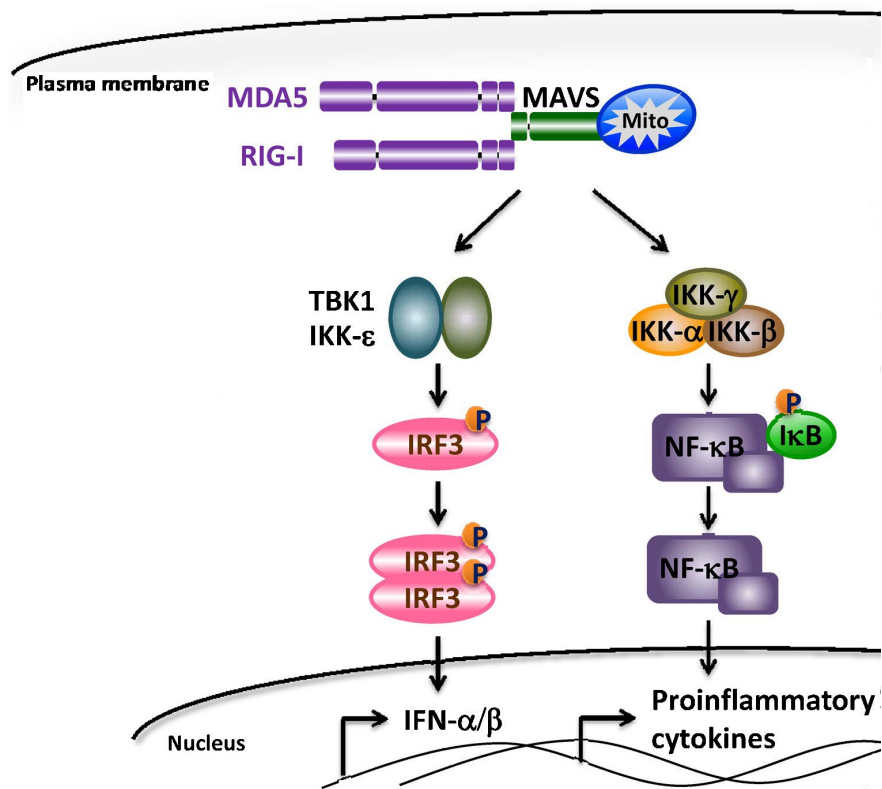 Plasma membrane
MDA5
MAVS
Mito
RIG-I
TBK1
IKK-ε
IKK-γ
IKK-α
IKK-β
P
IRF3
P
NF-κB
IκB
P
IRF3
P
IRF3
NF-κB
IFN-α/β
Proinflammatory
cytokines
Nucleus